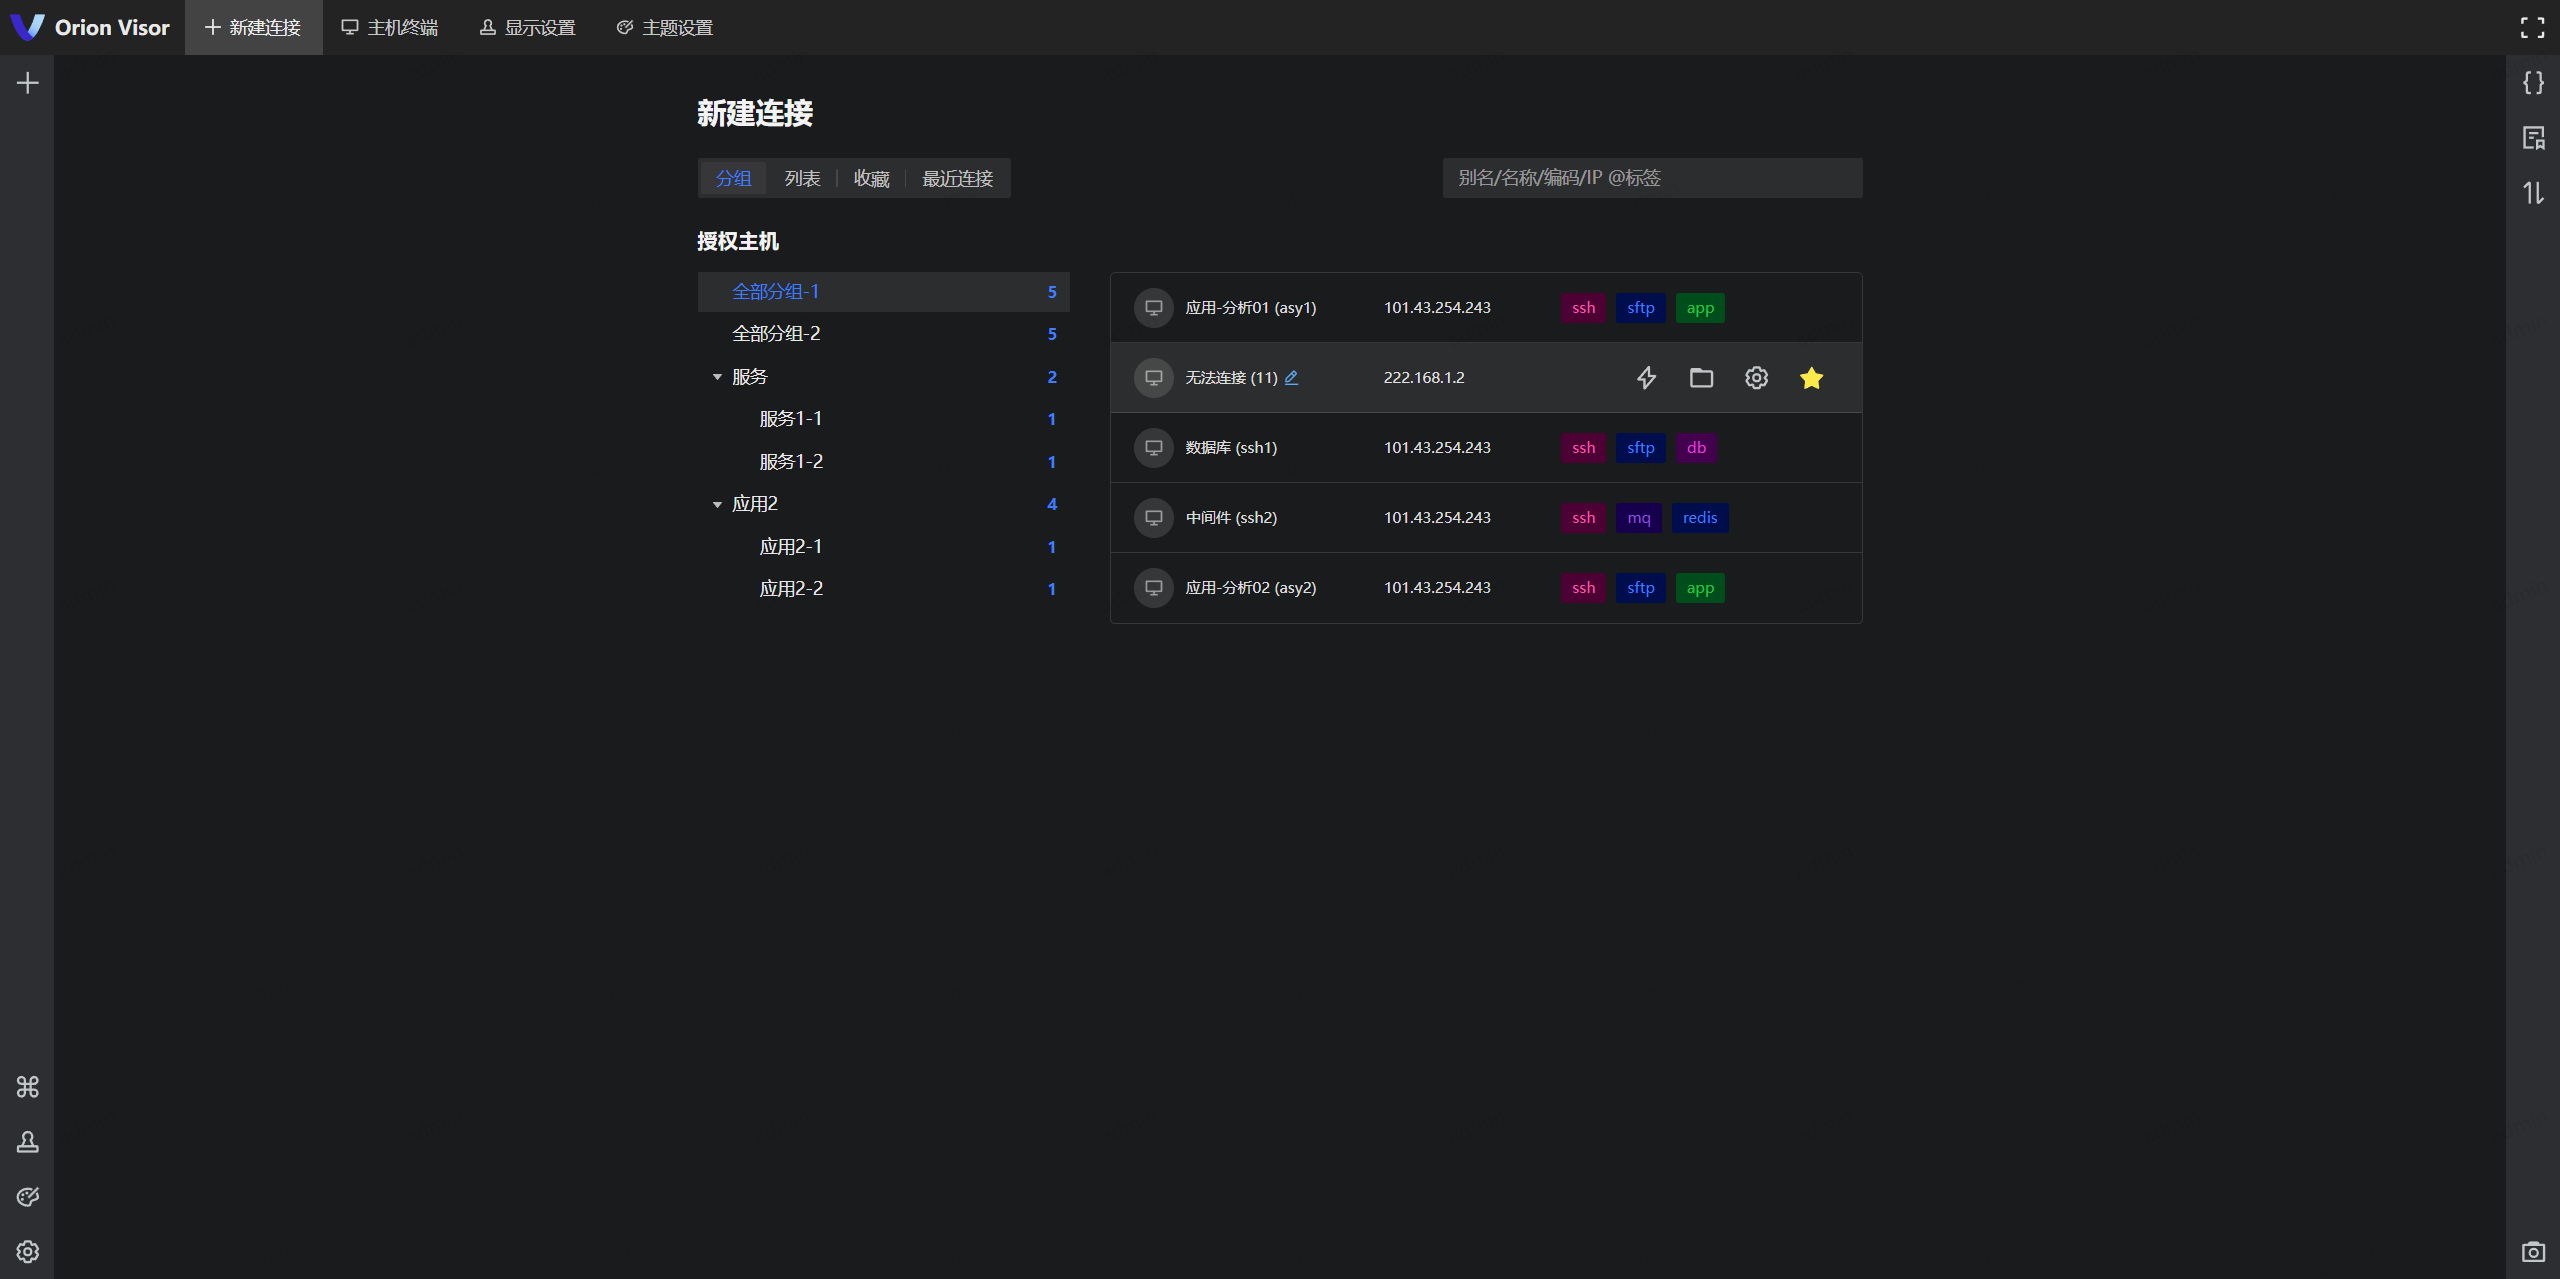 Orion Visor 新建连接 主机终端 显示设置 主题设置
新建连接
分组 列表 收藏 最近连接
别名/名称/编码/IP @标签
授权主机
全部分组-1 5
全部分组-2 5
服务 2
服务1-1 1
服务1-2 1
应用2 4
应用2-1 1
应用2-2 1
应用-分析01 (asy1) 101.43.254.243 ssh sftp app
无法连接 (11) 222.168.1.2
数据库 (ssh1) 101.43.254.243 ssh sftp db
中间件 (ssh2) 101.43.254.243 ssh mq redis
应用-分析02 (asy2) 101.43.254.243 ssh sftp app